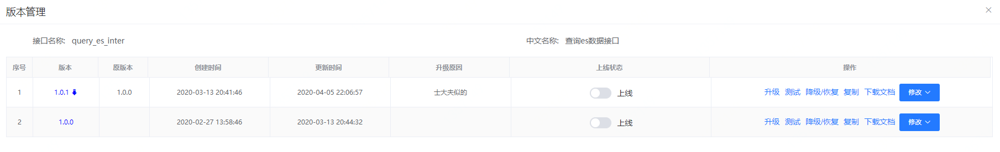 版本管理
接口名称: query_es_inter 中文名称: 查询es数据接口
序号 版本 原版本 创建时间 更新时间 升级原因 上线状态 操作
1 1.0.1 1.0.0 2020-03-13 20:41:46 2020-04-05 22:06:57 士大夫似的 上线 升级 测试 降级/恢复 复制 下载文档 修改
2 1.0.0 2020-02-27 13:58:46 2020-03-13 20:44:32 上线 升级 测试 降级/恢复 复制 下载文档 修改